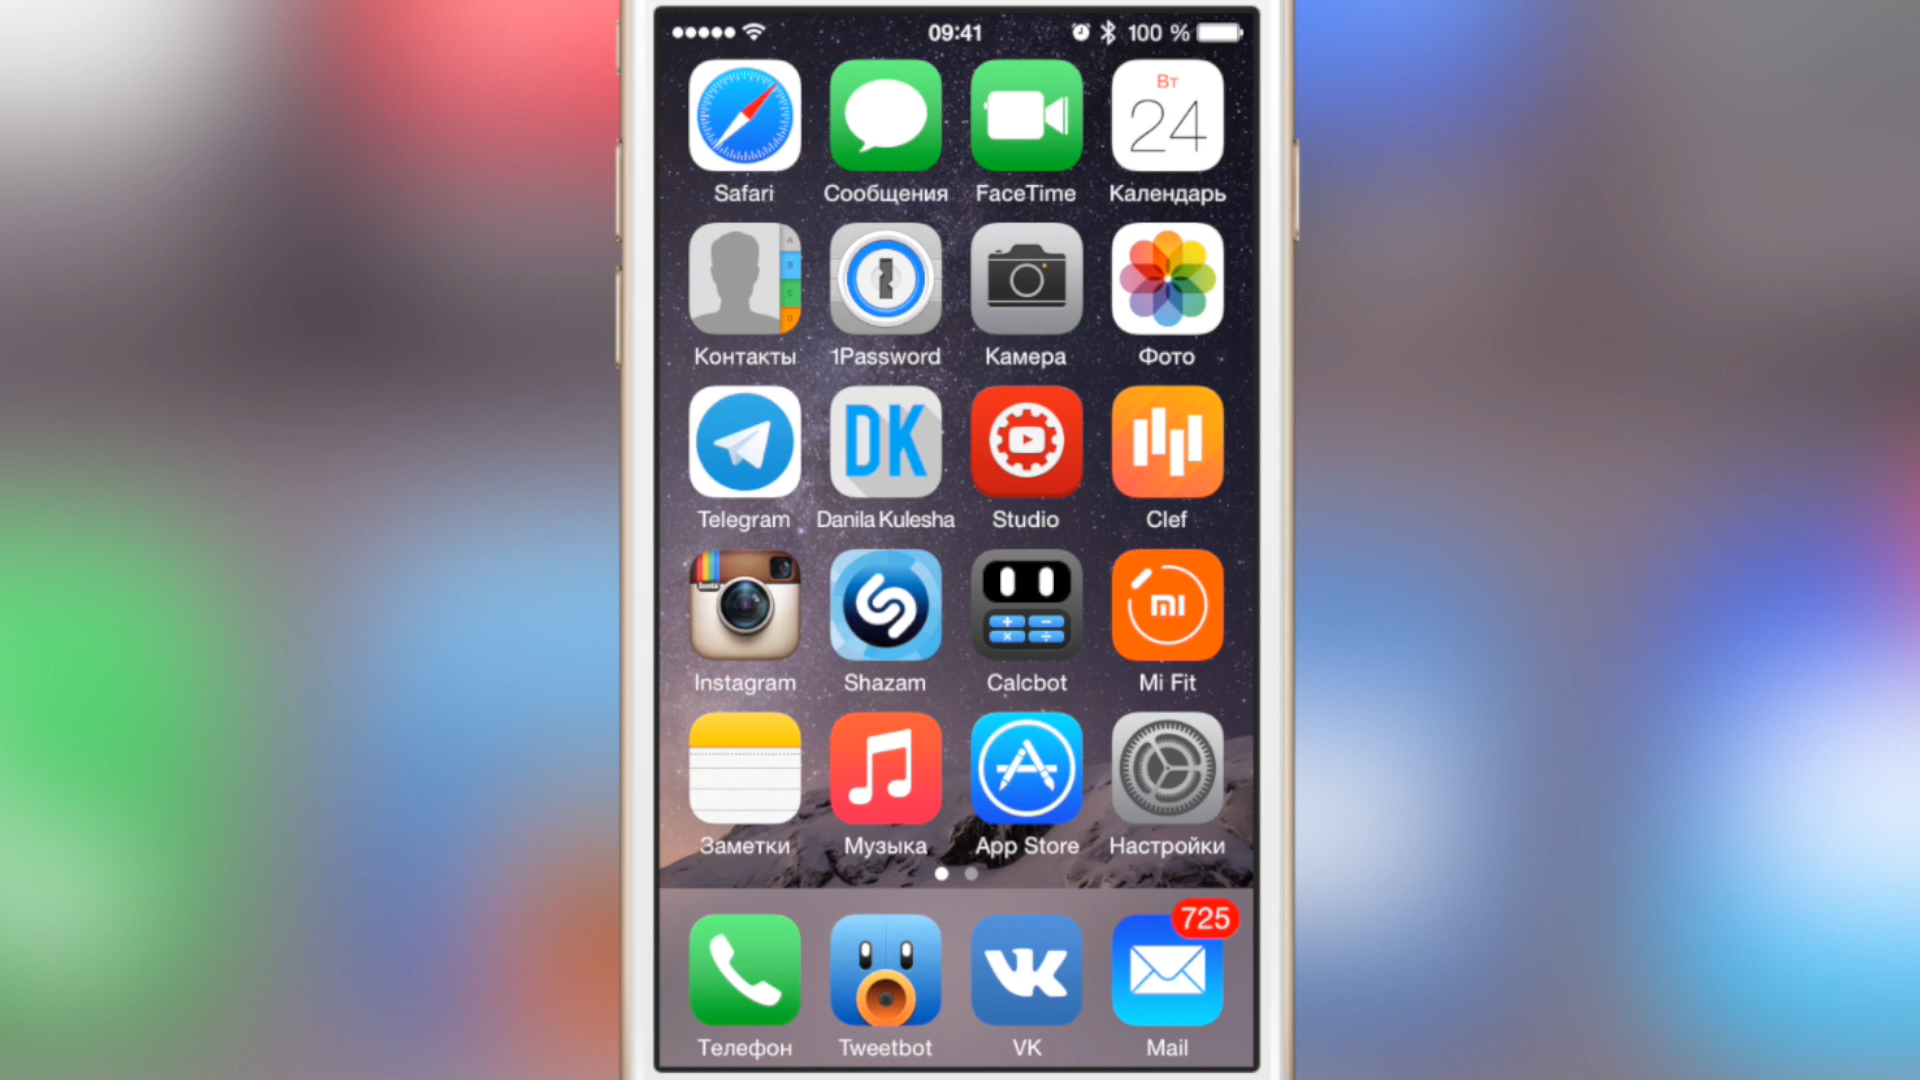 09:41 100 %
Вт
24
Safari Сообщения FaceTime Календарь
Контакты 1Password Камера Фото
DK
Telegram Danila Kulesha Studio Clef
mi
Instagram Shazam Calcbot Mi Fit
Заметки Музыка App Store Настройки
725
Телефон Tweetbot VK Mail